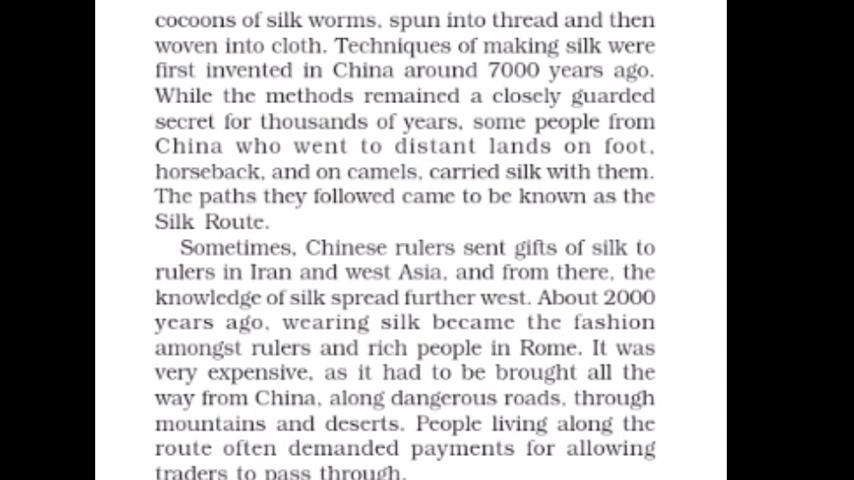 cocoons of silk worms, spun into thread and then
woven into cloth. Techniques of making silk were
first invented in China around 7000 years ago.
While the methods remained a closely guarded
secret for thousands of years, some people from
China who went to distant lands on foot,
horseback, and on camels, carried silk with them.
The paths they followed came to be known as the
Silk Route.
Sometimes, Chinese rulers sent gifts of silk to
rulers in Iran and west Asia, and from there, the
knowledge of silk spread further west. About 2000
years ago, wearing silk became the fashion
amongst rulers and rich people in Rome. It was
very expensive, as it had to be brought all the
way from China, along dangerous roads, through
mountains and deserts. People living along the
route often demanded payments for allowing
traders to pass through.